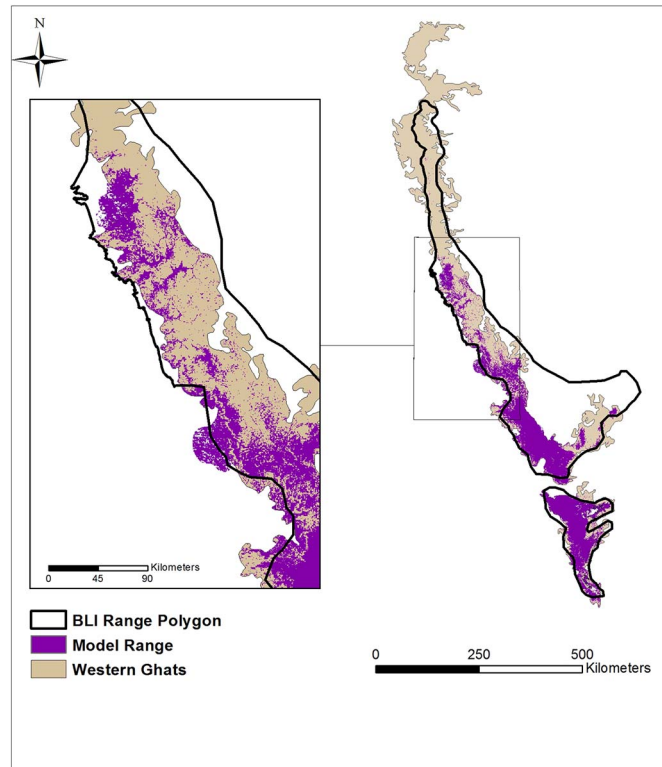 N
Kilometers
0 45 90
BLI Range Polygon
Model Range
Western Ghats
0 250 500
Kilometers